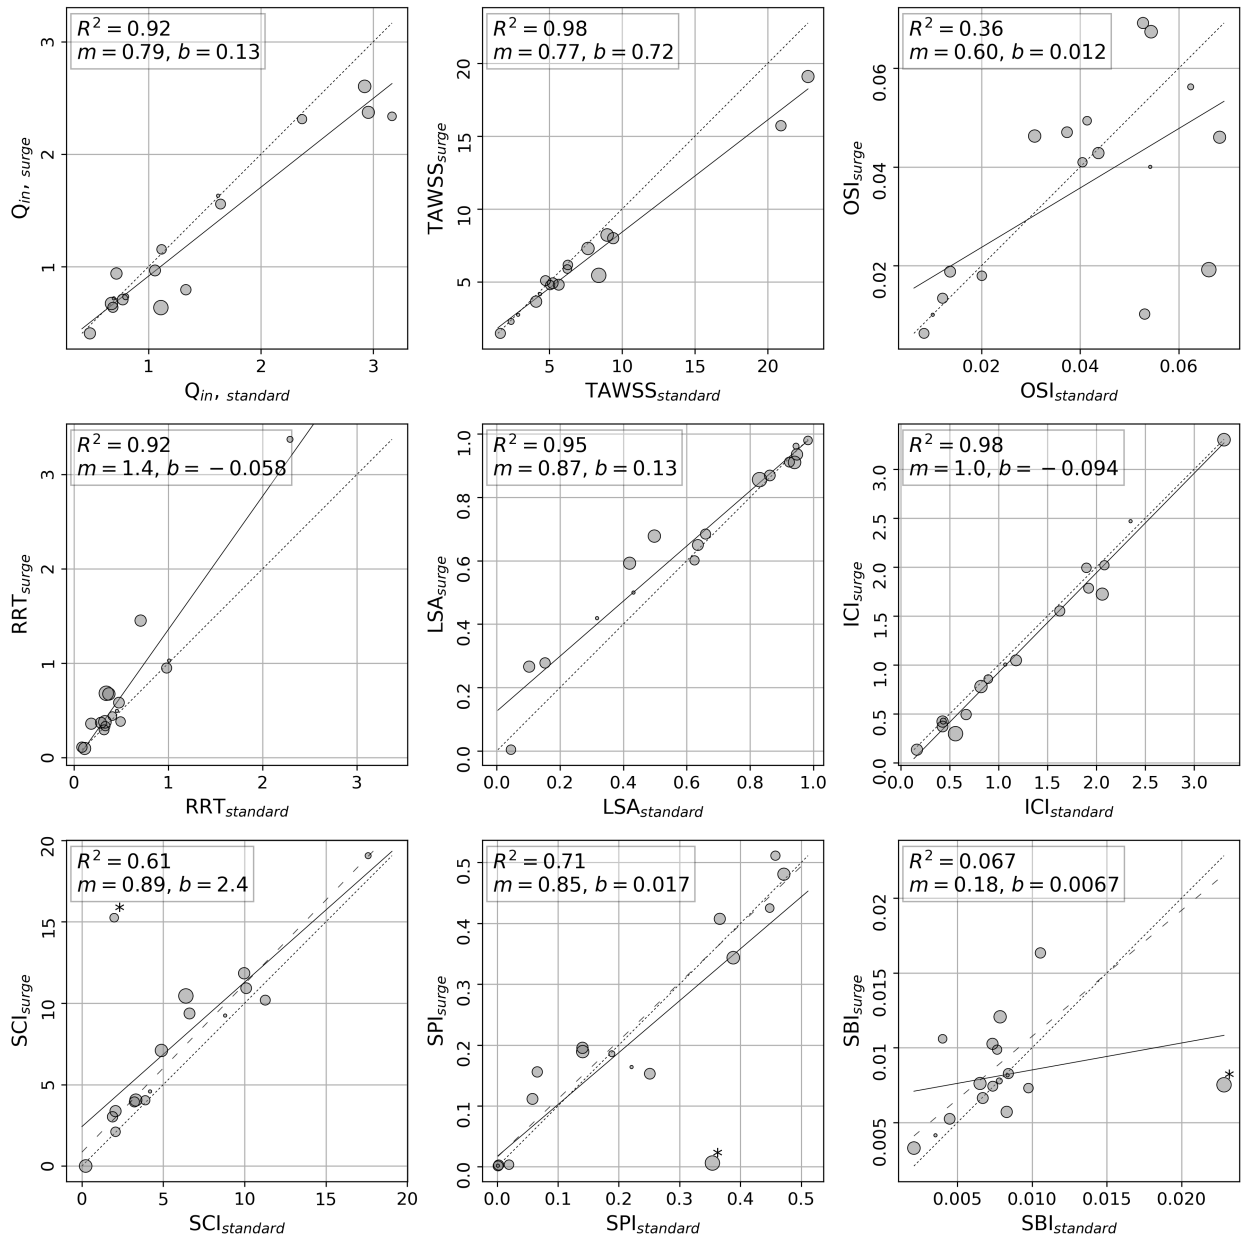 R² = 0.92
m = 0.79, b = 0.13
3
2
1
Q_in, surge
1 2 3
Q_in, standard
R² = 0.98
m = 0.77, b = 0.72
20
15
10
5
TAWSS_surge
5 10 15 20
TAWSS_standard
R² = 0.36
m = 0.60, b = 0.012
0.06
0.04
0.02
OSI_surge
0.02 0.04 0.06
OSI_standard
R² = 0.92
m = 1.4, b = −0.058
3
2
1
0
RRT_surge
0 1 2 3
RRT_standard
R² = 0.95
m = 0.87, b = 0.13
1.0
0.8
0.6
0.4
0.2
0.0
LSA_surge
0.0 0.2 0.4 0.6 0.8 1.0
LSA_standard
R² = 0.98
m = 1.0, b = −0.094
3.0
2.5
2.0
1.5
1.0
0.5
0.0
ICI_surge
0.0 0.5 1.0 1.5 2.0 2.5 3.0
ICI_standard
R² = 0.61
m = 0.89, b = 2.4
*
20
15
10
5
0
SCI_surge
0 5 10 15 20
SCI_standard
R² = 0.71
m = 0.85, b = 0.017
*
0.5
0.4
0.3
0.2
0.1
0.0
SPI_surge
0.0 0.1 0.2 0.3 0.4 0.5
SPI_standard
R² = 0.067
m = 0.18, b = 0.0067
*
0.02
0.015
0.01
0.005
SBI_surge
0.005 0.010 0.015 0.020
SBI_standard